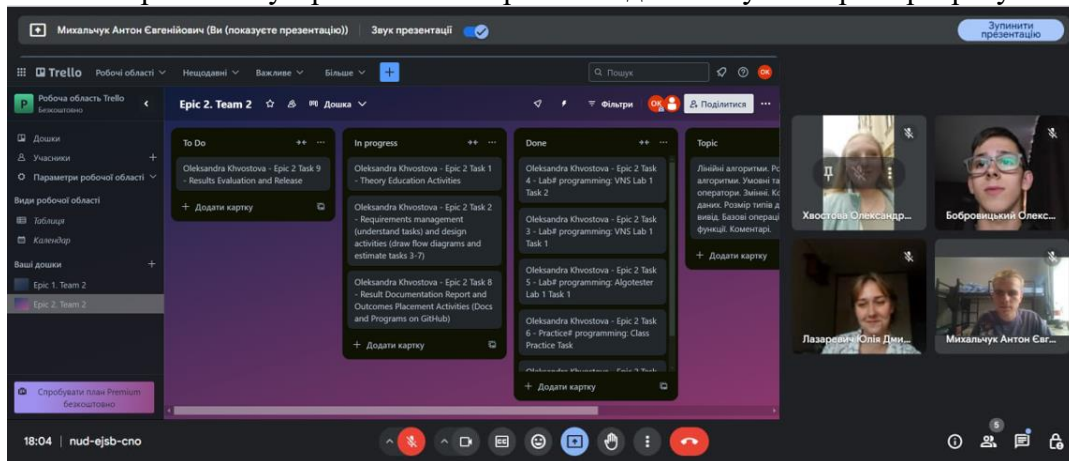 Михальчук Антон Євгенійович (Ви (показуєте презентацію))
Звук презентації
Зупинити
презентацію
Trello
Робочі області
Нещодавні
Важливе
Більше
Пошук
OK
P
Робоча область Trello
Безкоштовно
Epic 2. Team 2
Дошка
Фільтри
OK
Поділитися
Дошки
Учасники
Параметри робочої області
Види робочої області
Таблиця
Календар
Ваші дошки
Epic 1. Team 2
Epic 2. Team 2
Спробувати план Premium
безкоштовно
To Do
Oleksandra Khvostova - Epic 2 Task 9
- Results Evaluation and Release
+ Додати картку
In progress
Oleksandra Khvostova - Epic 2 Task 1
- Theory Education Activities
Oleksandra Khvostova - Epic 2 Task 2
- Requirements management
(understand tasks) and design
activities (draw flow diagrams and
estimate tasks 3-7)
Oleksandra Khvostova - Epic 2 Task 8
- Result Documentation Report and
Outcomes Placement Activities (Docs
and Programs on GitHub)
+ Додати картку
Done
Oleksandra Khvostova - Epic 2 Task
4 - Lab# programming: VNS Lab 1
Task 2
Oleksandra Khvostova - Epic 2 Task
3 - Lab# programming: VNS Lab 1
Task 1
Oleksandra Khvostova - Epic 2 Task
5 - Lab# programming: Algotester
Lab 1 Task 1
Oleksandra Khvostova - Epic 2 Task
6 - Practice# programming: Class
Practice Task
+ Додати картку
Topic
Лінійні алгоритми. Ро
алгоритми. Умовні та
оператори. Змінні. Ко
даних. Розмір типів д
вивід. Базові операці
функції. Коментарі.
+ Додати картку
Хвостова Олександр...
Бобровицький Олекс...
Лазаревич Юлія Дми...
Михальчук Антон Євг...
18:04 | nud-ejsb-cno
5